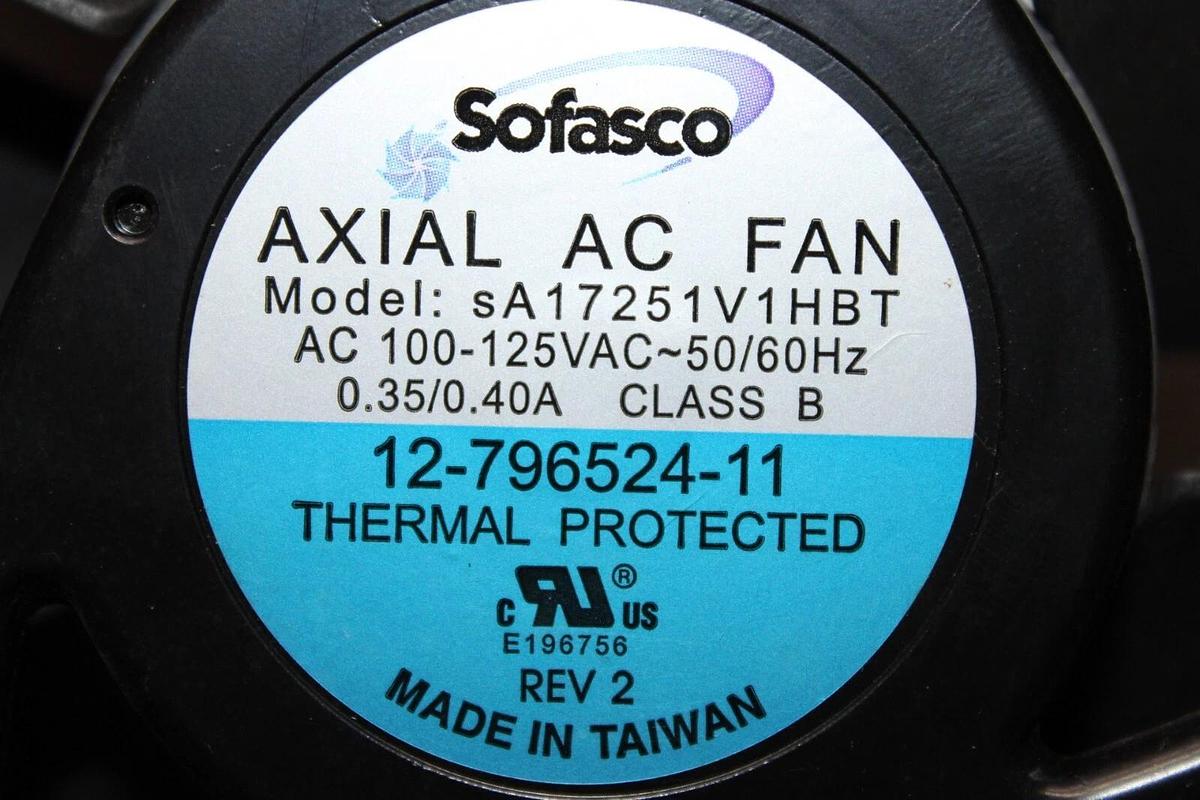 Sofasco
AXIAL AC FAN
Model: sA17251V1HBT
AC 100-125VAC~50/60Hz
0.35/0.40A CLASS B
12-796524-11
THERMAL PROTECTED
C RU® US
E196756
REV 2
MADE IN TAIWAN